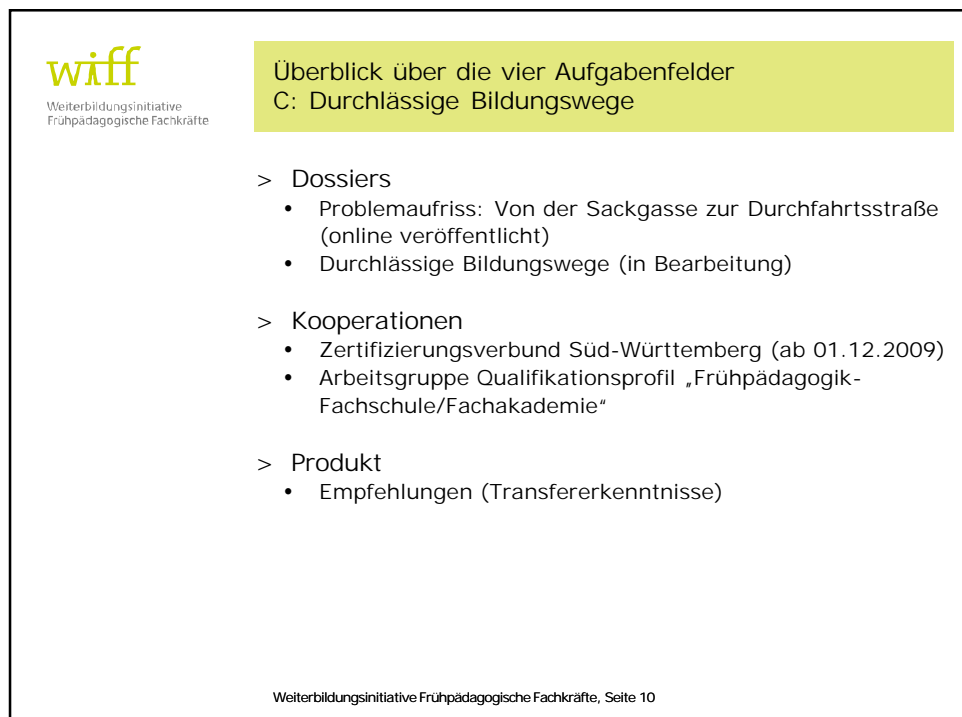 wiff
Weiterbildungsinitiative
Frühpädagogische Fachkräfte
Überblick über die vier Aufgabenfelder
C: Durchlässige Bildungswege
> Dossiers
• Problemaufriss: Von der Sackgasse zur Durchfahrtsstraße
(online veröffentlicht)
• Durchlässige Bildungswege (in Bearbeitung)
> Kooperationen
• Zertifizierungsverbund Süd-Württemberg (ab 01.12.2009)
• Arbeitsgruppe Qualifikationsprofil „Frühpädagogik-
Fachschule/Fachakademie“
> Produkt
• Empfehlungen (Transfererkenntnisse)
Weiterbildungsinitiative Frühpädagogische Fachkräfte, Seite 10